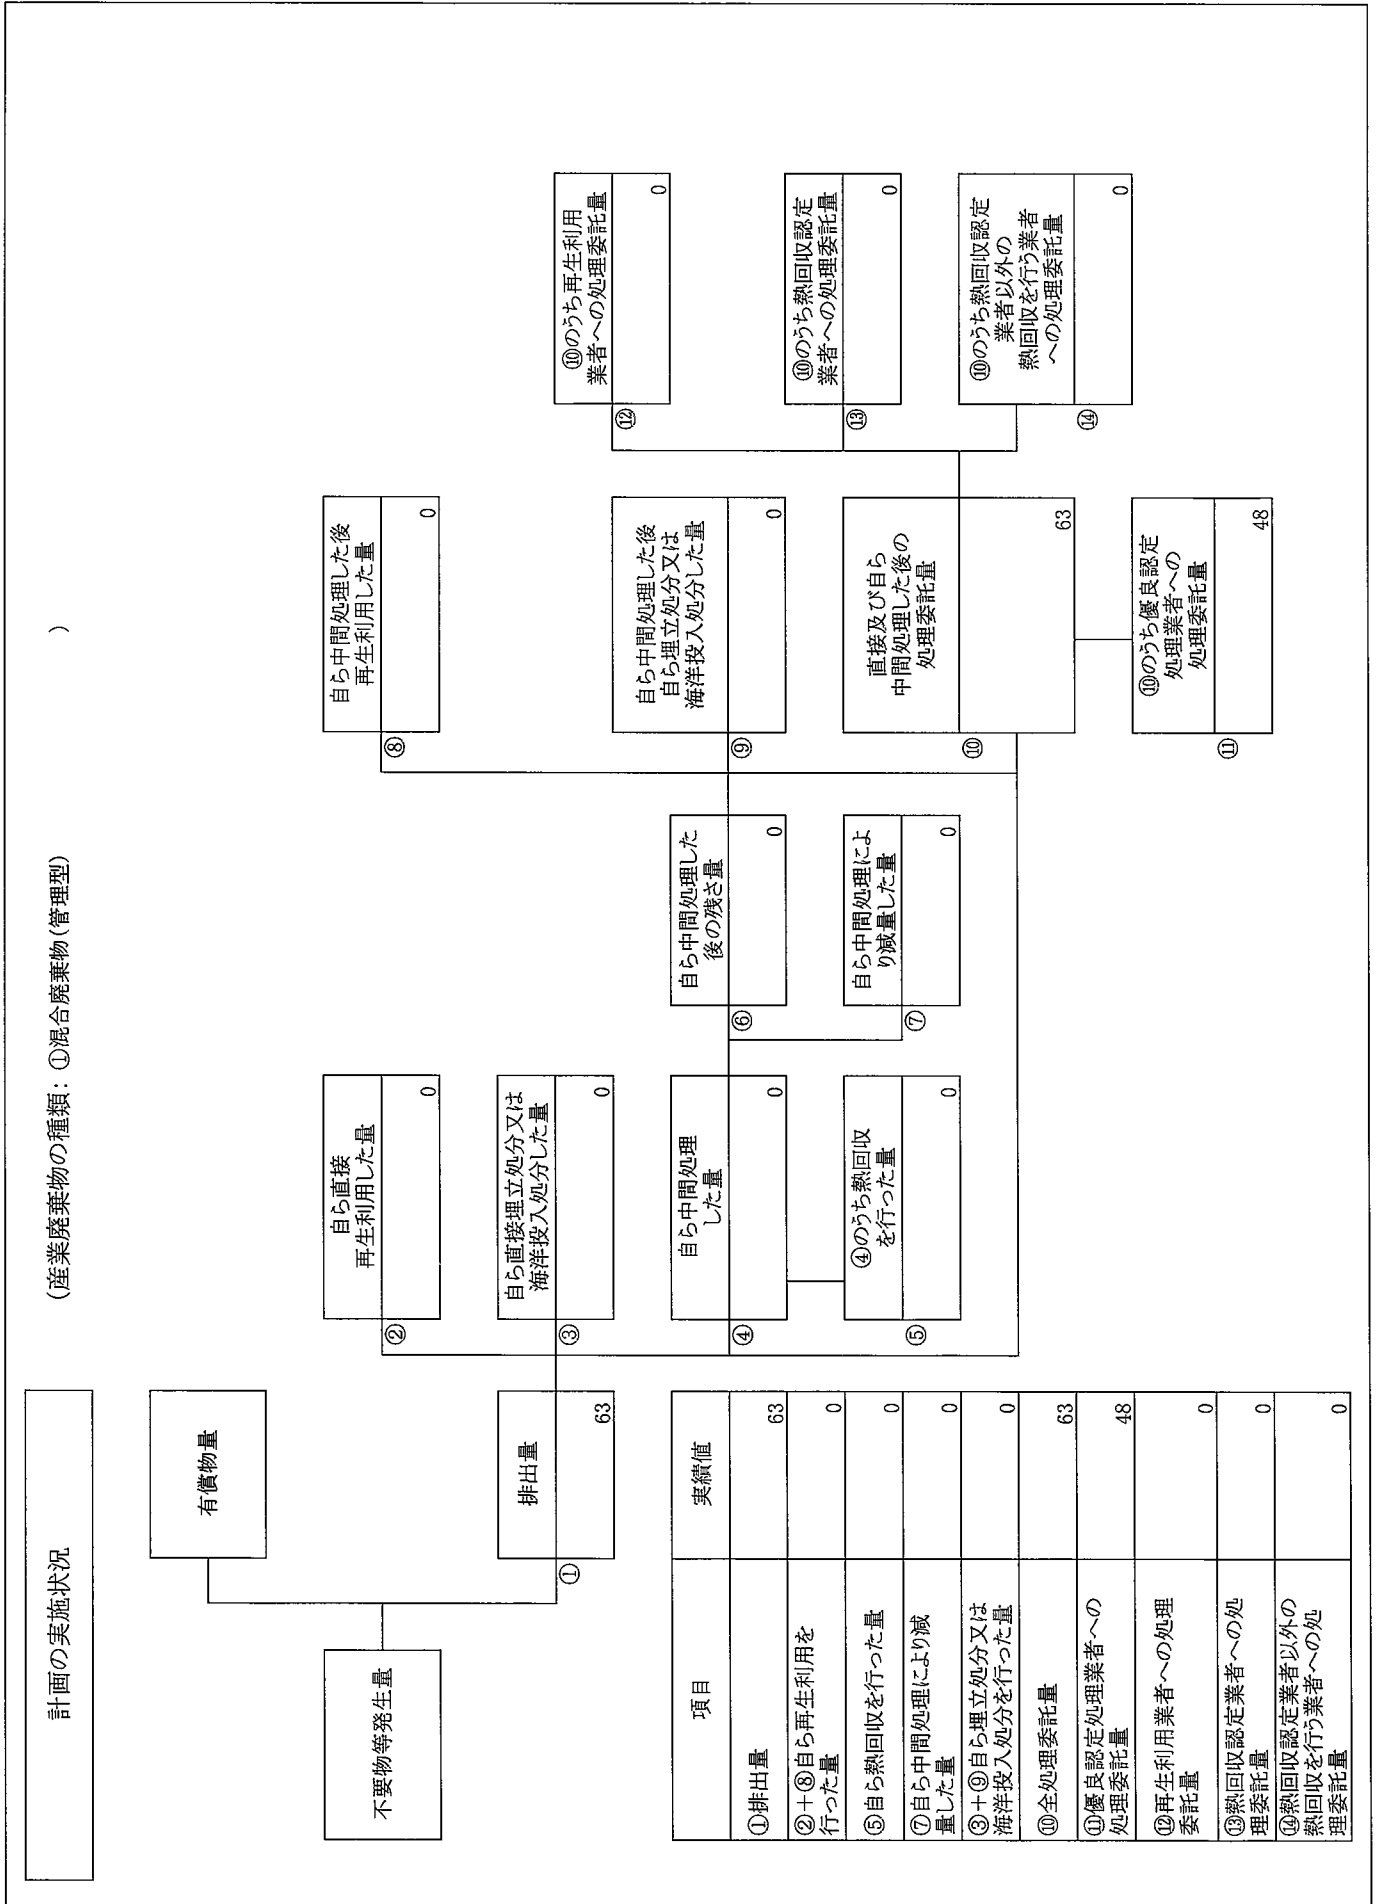 計画の実施状況
(産業廃棄物の種類：①混合廃棄物(管理型)　　　　)
不要物等発生量
有償物量
①
排出量
63
②
自ら直接
再生利用した量
0
③
自ら直接埋立処分又は
海洋投入処分した量
0
④
自ら中間処理
した量
0
⑤
④のうち熱回収
を行った量
0
⑥
自ら中間処理した
後の残さ量
0
⑦
自ら中間処理によ
り減量した量
0
⑧
自ら中間処理した後
再生利用した量
0
⑨
自ら中間処理した後
自ら埋立処分又は
海洋投入処分した量
0
⑩
直接及び自ら
中間処理した後の
処理委託量
63
⑪
⑩のうち優良認定
処理業者への
処理委託量
48
⑫
⑩のうち再生利用
業者への処理委託量
0
⑬
⑩のうち熱回収認定
業者への処理委託量
0
⑭
⑩のうち熱回収認定
業者以外の
熱回収を行う業者
への処理委託量
0
項目 実績値
①排出量 63
②＋⑧自ら再生利用を
行った量 0
⑤自ら熱回収を行った量 0
⑦自ら中間処理により減
量した量 0
③＋⑨自ら埋立処分又は
海洋投入処分を行った量 0
⑩全処理委託量 63
⑪優良認定処理業者への
処理委託量 48
⑫再生利用業者への処理
委託量 0
⑬熱回収認定業者への処
理委託量 0
⑭熱回収認定業者以外の
熱回収を行う業者への処
理委託量 0